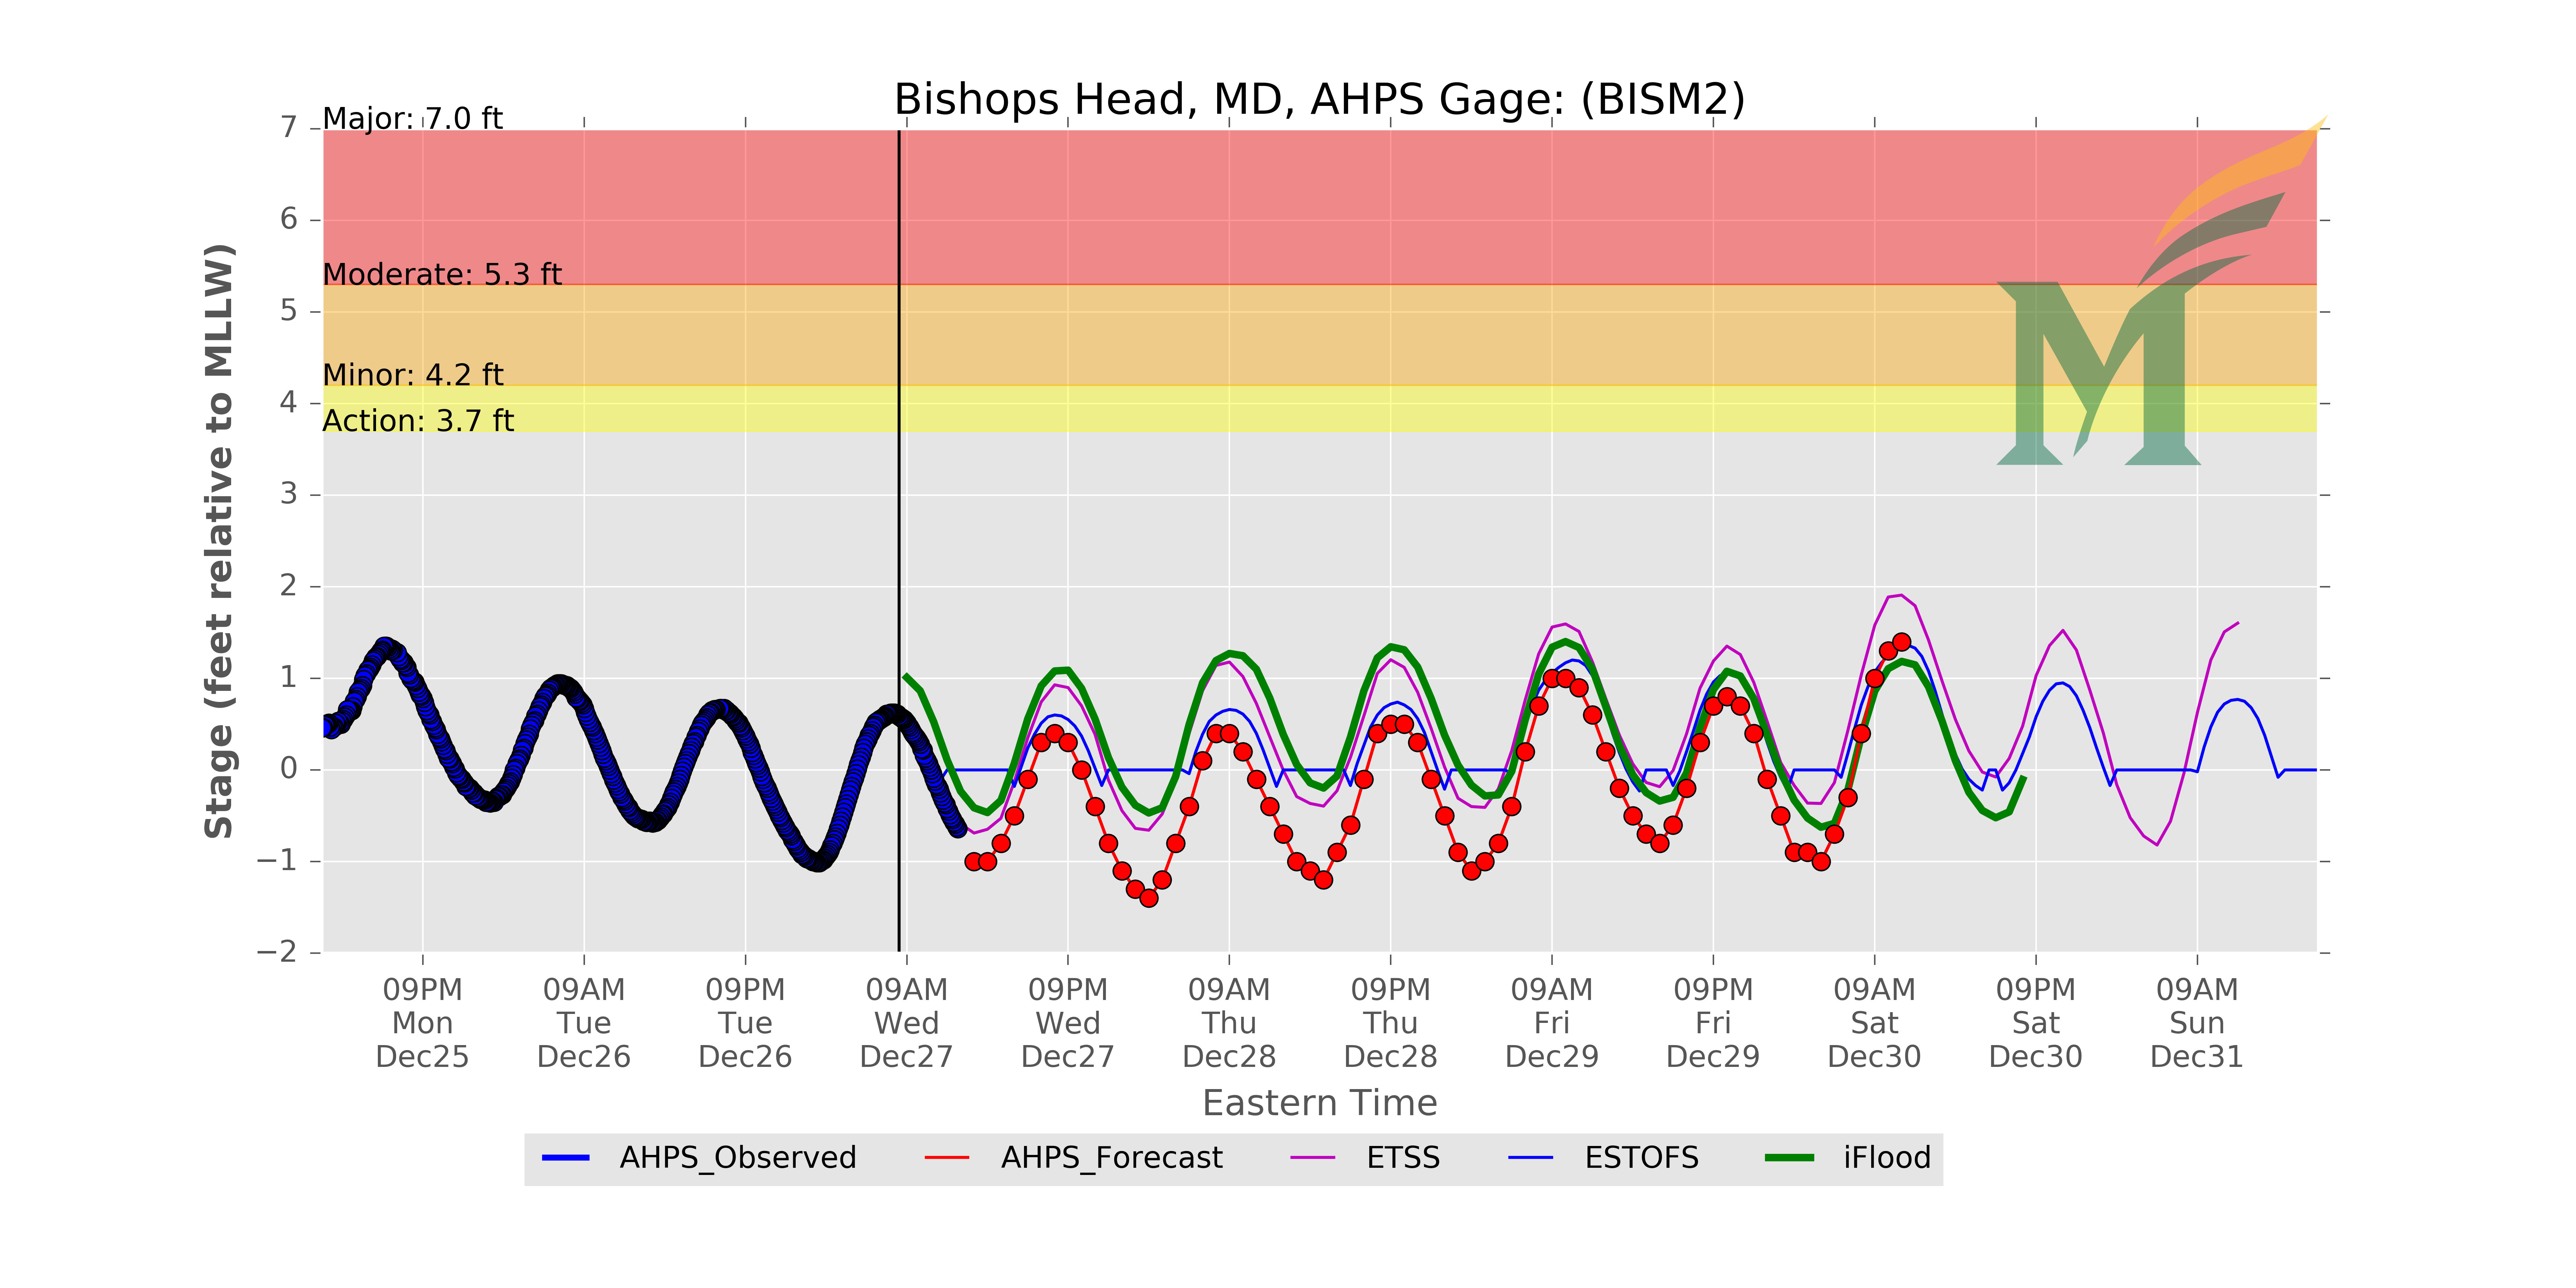 Bishops Head, MD, AHPS Gage: (BISM2)
Major: 7.0 ft
Moderate: 5.3 ft
Minor: 4.2 ft
Action: 3.7 ft
Stage (feet relative to MLLW)
7
6
5
4
3
2
1
0
−1
−2
09PM 09AM 09PM 09AM 09PM 09AM 09PM 09AM 09PM 09AM 09PM 09AM
Mon Tue Tue Wed Wed Thu Thu Fri Fri Sat Sat Sun
Dec25 Dec26 Dec26 Dec27 Dec27 Dec28 Dec28 Dec29 Dec29 Dec30 Dec30 Dec31
Eastern Time
AHPS_Observed AHPS_Forecast ETSS ESTOFS iFlood